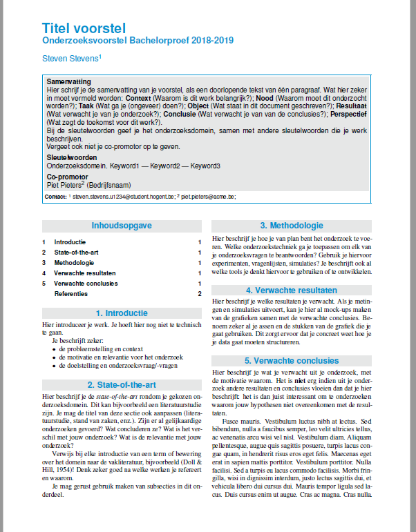 Titel voorstel
Onderzoeksvoorstel Bachelorproef 2018-2019
Steven Stevens1
Samenvatting
Hier schrijf je de samenvatting van je voorstel, als een doorlopende tekst van één paragraaf. Wat hier zeker
in moet vermeld worden: Context (Waarom is dit werk belangrijk?); Nood (Waarom moet dit onderzocht
worden?); Taak (Wat ga je (ongeveer) doen?); Object (Wat staat in dit document geschreven?); Resultaat
(Wat verwacht je van je onderzoek?); Conclusie (Wat verwacht je van van de conclusies?); Perspectief
(Wat zegt de toekomst voor dit werk?).
Bij de sleutelwoorden geef je het onderzoeksdomein, samen met andere sleutelwoorden die je werk
beschrijven.
Vergeet ook niet je co-promotor op te geven.
Sleutelwoorden
Onderzoeksdomein. Keyword1 — Keyword2 — Keyword3
Co-promotor
Piet Pieters2 (Bedrijfsnaam)
Contact: 1 steven.stevens.u1234@student.hogent.be; 2 piet.pieters@acme.be;
Inhoudsopgave
1 Introductie 1
2 State-of-the-art 1
3 Methodologie 1
4 Verwachte resultaten 1
5 Verwachte conclusies 1
Referenties 2
1. Introductie
Hier introduceer je werk. Je hoeft hier nog niet te technisch
te gaan.
Je beschrijft zeker:
• de probleemstelling en context
• de motivatie en relevantie voor het onderzoek
• de doelstelling en onderzoeksvraag/-vragen
2. State-of-the-art
Hier beschrijf je de state-of-the-art rondom je gekozen on-
derzoeksdomein. Dit kan bijvoorbeeld een literatuurstudie
zijn. Je mag de titel van deze sectie ook aanpassen (litera-
tuurstudie, stand van zaken, enz.). Zijn er al gelijkaardige
onderzoeken gevoerd? Wat concluderen ze? Wat is het ver-
schil met jouw onderzoek? Wat is de relevantie met jouw
onderzoek?
Verwijs bij elke introductie van een term of bewering
over het domein naar de vakliteratuur, bijvoorbeeld (Doll &
Hill, 1954)! Denk zeker goed na welke werken je refereert
en waarom.
Je mag gerust gebruik maken van subsecties in dit on-
derdeel.
3. Methodologie
Hier beschrijf je hoe je van plan bent het onderzoek te voe-
ren. Welke onderzoekstechniek ga je toepassen om elk van
je onderzoeksvragen te beantwoorden? Gebruik je hiervoor
experimenten, vragenlijsten, simulaties? Je beschrijft ook al
welke tools je denkt hiervoor te gebruiken of te ontwikkelen.
4. Verwachte resultaten
Hier beschrijf je welke resultaten je verwacht. Als je metin-
gen en simulaties uitvoert, kan je hier al mock-ups maken
van de grafieken samen met de verwachte conclusies. Be-
noem zeker al je assen en de stukken van de grafiek die je
gaat gebruiken. Dit zorgt ervoor dat je concreet weet hoe je
je data gaat moeten structureren.
5. Verwachte conclusies
Hier beschrijf je wat je verwacht uit je onderzoek, met
de motivatie waarom. Het is niet erg indien uit je onder-
zoek andere resultaten en conclusies vloeien dan dat je hier
beschrijft: het is dan juist interessant om te onderzoeken
waarom jouw hypotheses niet overeenkomen met de resul-
taten.
Fusce mauris. Vestibulum luctus nibh at lectus. Sed
bibendum, nulla a faucibus semper, leo velit ultricies tellus,
ac venenatis arcu wisi vel nisl. Vestibulum diam. Aliquam
pellentesque, augue quis sagittis posuere, turpis lacus con-
gue quam, in hendrerit risus eros eget felis. Maecenas eget
erat in sapien mattis porttitor. Vestibulum porttitor. Nulla
facilisi. Sed a turpis eu lacus commodo facilisis. Morbi frin-
gilla, wisi in dignissim interdum, justo lectus sagittis dui, et
vehicula libero dui cursus dui. Mauris tempor ligula sed la-
cus. Duis cursus enim ut augue. Cras ac magna. Cras nulla.